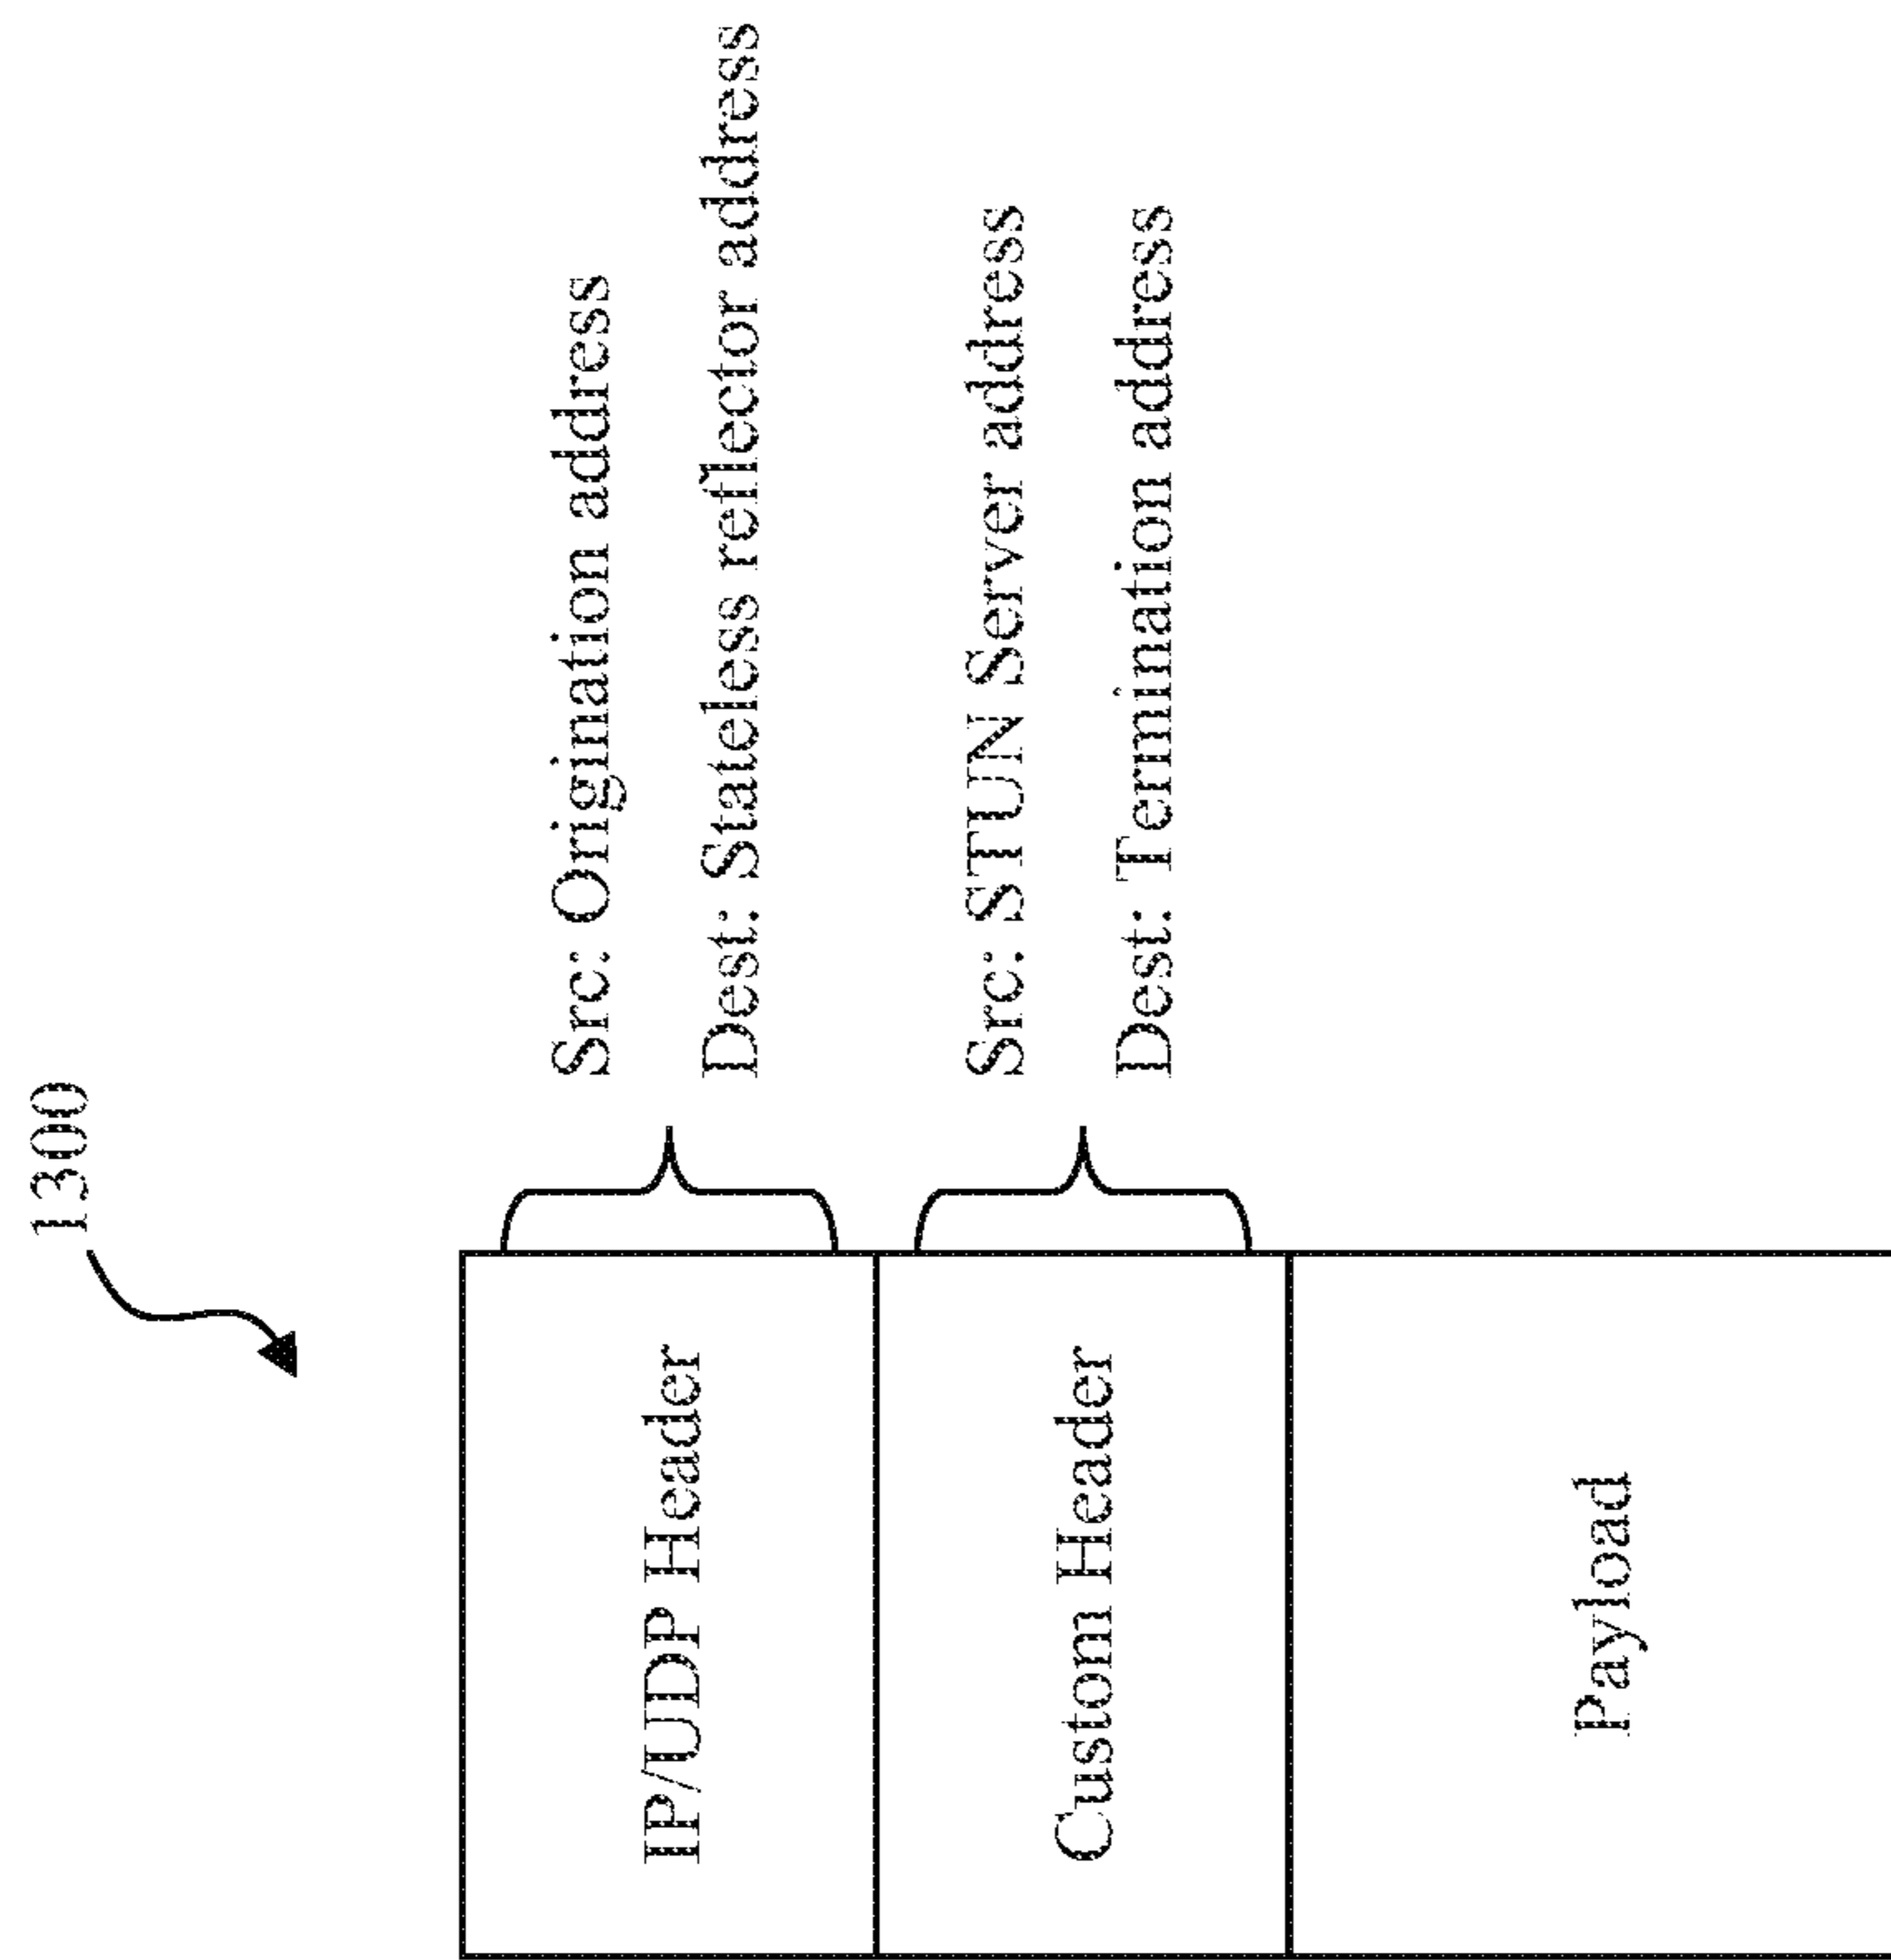 1300
IP/UDP Header
Src: Origination address
Dest: Stateless reflector address
Custom Header
Src: STUN Server address
Dest: Termination address
Payload